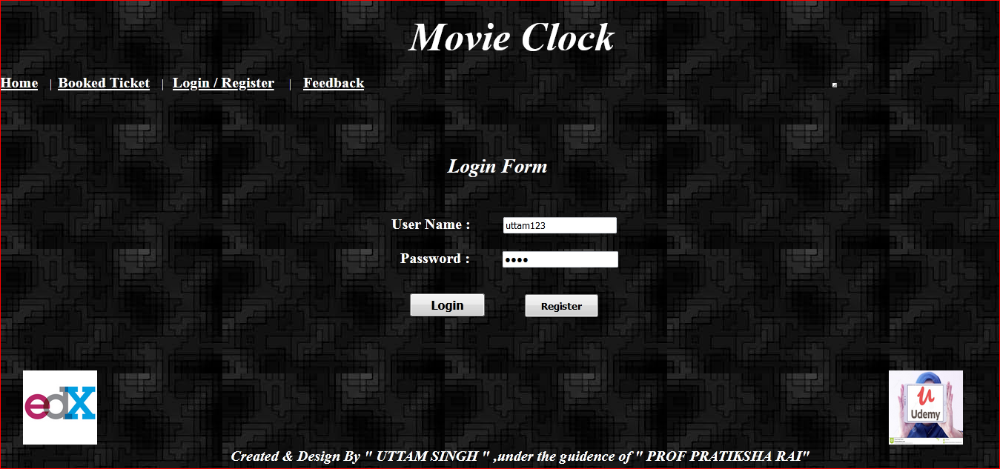 Movie Clock
Home | Booked Ticket | Login / Register | Feedback
Login Form
User Name : uttam123
Password : ••••
Login Register
edX
u
Udemy
Created & Design By " UTTAM SINGH " ,under the guidence of " PROF PRATIKSHA RAI"